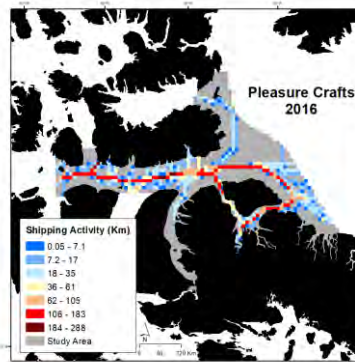 Pleasure Crafts
2016
Shipping Activity (Km)
0.05 - 7.1
7.2 - 17
18 - 35
36 - 61
62 - 105
106 - 183
184 - 288
Study Area
N